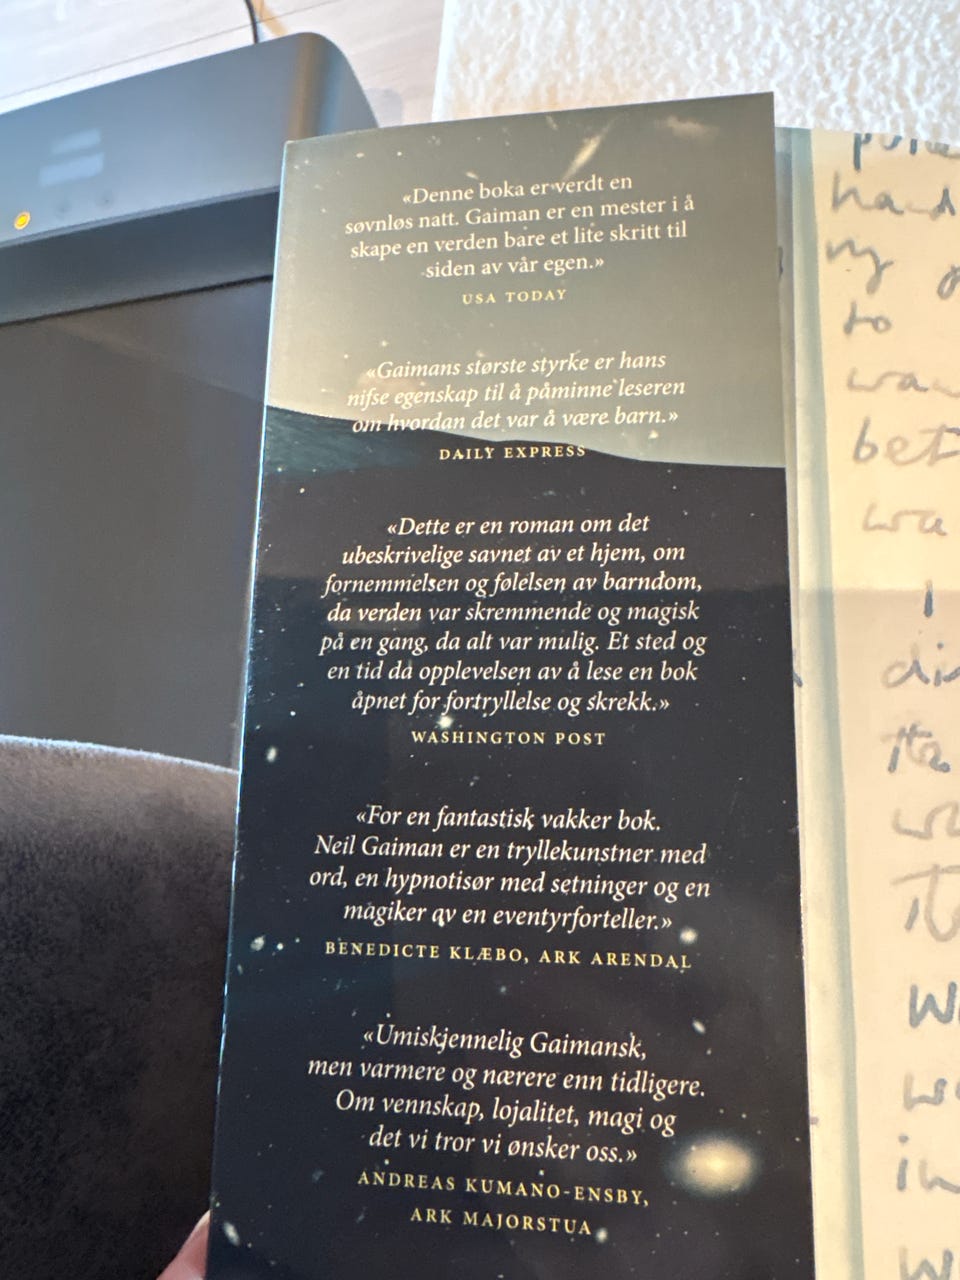 «Denne boka er verdt en
søvnløs natt. Gaiman er en mester i å
skape en verden bare et lite skritt til
siden av vår egen.»
USA TODAY
«Gaimans største styrke er hans
nifse egenskap til å påminne leseren
om hvordan det var å være barn.»
DAILY EXPRESS
«Dette er en roman om det
ubeskrivelige savnet av et hjem, om
fornemmelsen og følelsen av barndom,
da verden var skremmende og magisk
på en gang, da alt var mulig. Et sted og
en tid da opplevelsen av å lese en bok
åpnet for fortryllelse og skrekk.»
WASHINGTON POST
«For en fantastisk vakker bok.
Neil Gaiman er en tryllekunstner med
ord, en hypnotisør med setninger og en
magiker av en eventyrforteller.»
BENEDICTE KLÆBO, ARK ARENDAL
«Umiskjennelig Gaimansk,
men varmere og nærere enn tidligere.
Om vennskap, lojalitet, magi og
det vi tror vi ønsker oss.»
ANDREAS KUMANO-ENSBY,
ARK MAJORSTUA
to
I